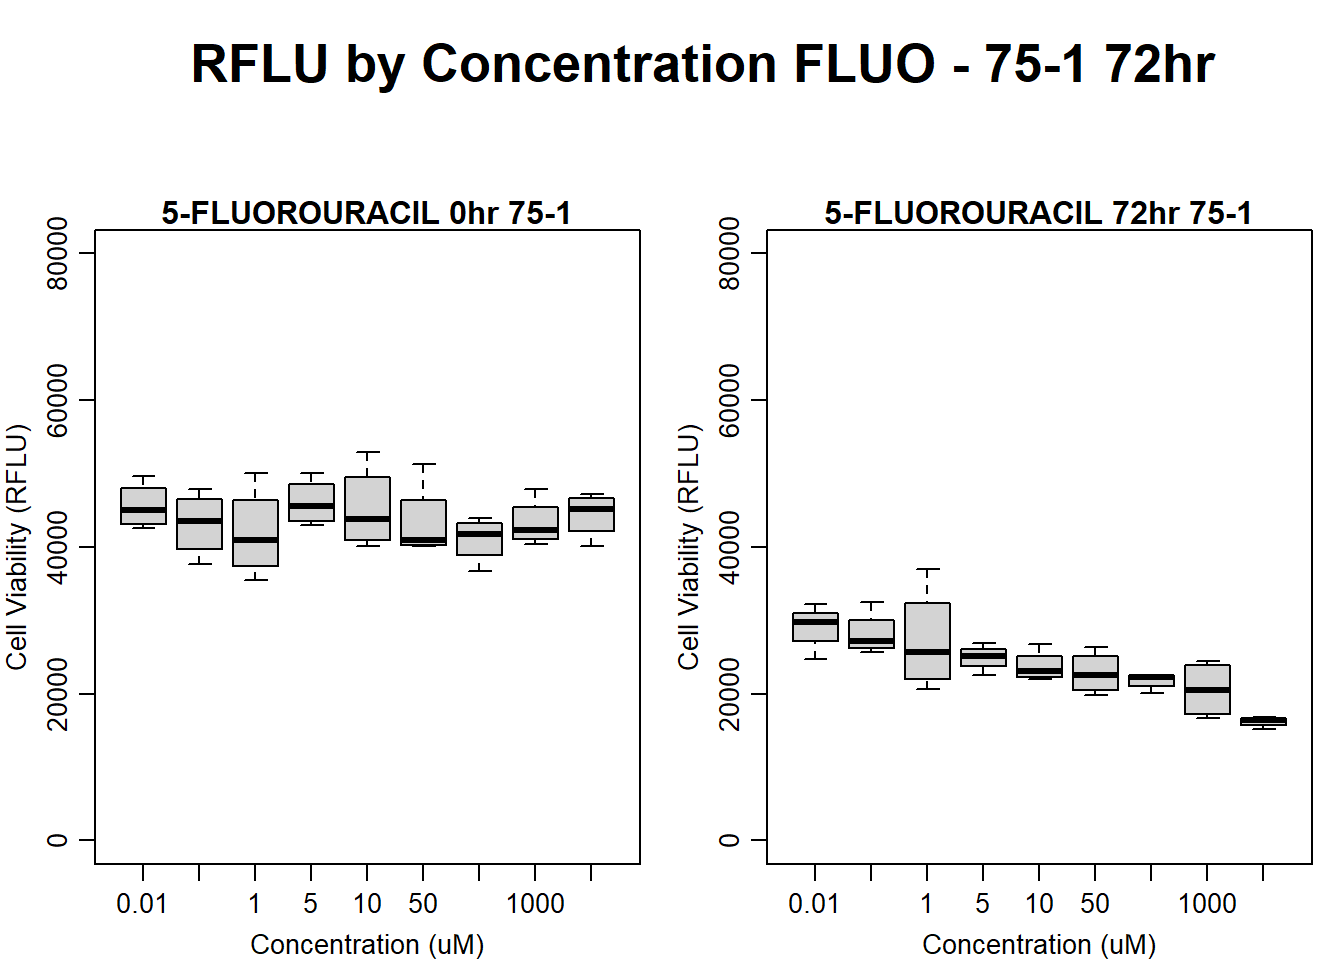 RFLU by Concentration FLUO - 75-1 72hr
5-FLUOROURACIL 0hr 75-1
Cell Viability (RFLU)
80000
60000
40000
20000
0
0.01 1 5 10 50 1000
Concentration (uM)
5-FLUOROURACIL 72hr 75-1
Cell Viability (RFLU)
80000
60000
40000
20000
0
0.01 1 5 10 50 1000
Concentration (uM)